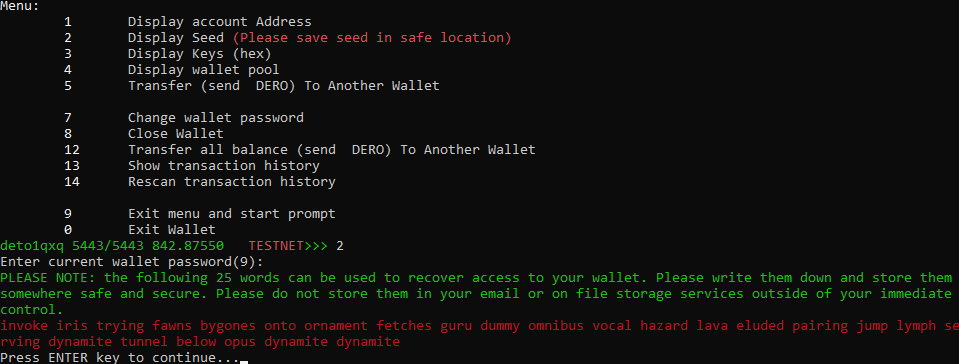 Menu:
1 Display account Address
2 Display Seed (Please save seed in safe location)
3 Display Keys (hex)
4 Display wallet pool
5 Transfer (send  DERO) To Another Wallet
7 Change wallet password
8 Close Wallet
12 Transfer all balance (send  DERO) To Another Wallet
13 Show transaction history
14 Rescan transaction history
9 Exit menu and start prompt
0 Exit Wallet
deto1qxq 5443/5443 842.87550   TESTNET>>> 2
Enter current wallet password(9):
PLEASE NOTE: the following 25 words can be used to recover access to your wallet. Please write them down and store them
somewhere safe and secure. Please do not store them in your email or on file storage services outside of your immediate
control.
invoke iris trying fawns bygones onto ornament fetches guru dummy omnibus vocal hazard lava eluded pairing jump lymph se
rving dynamite tunnel below opus dynamite dynamite
Press ENTER key to continue...